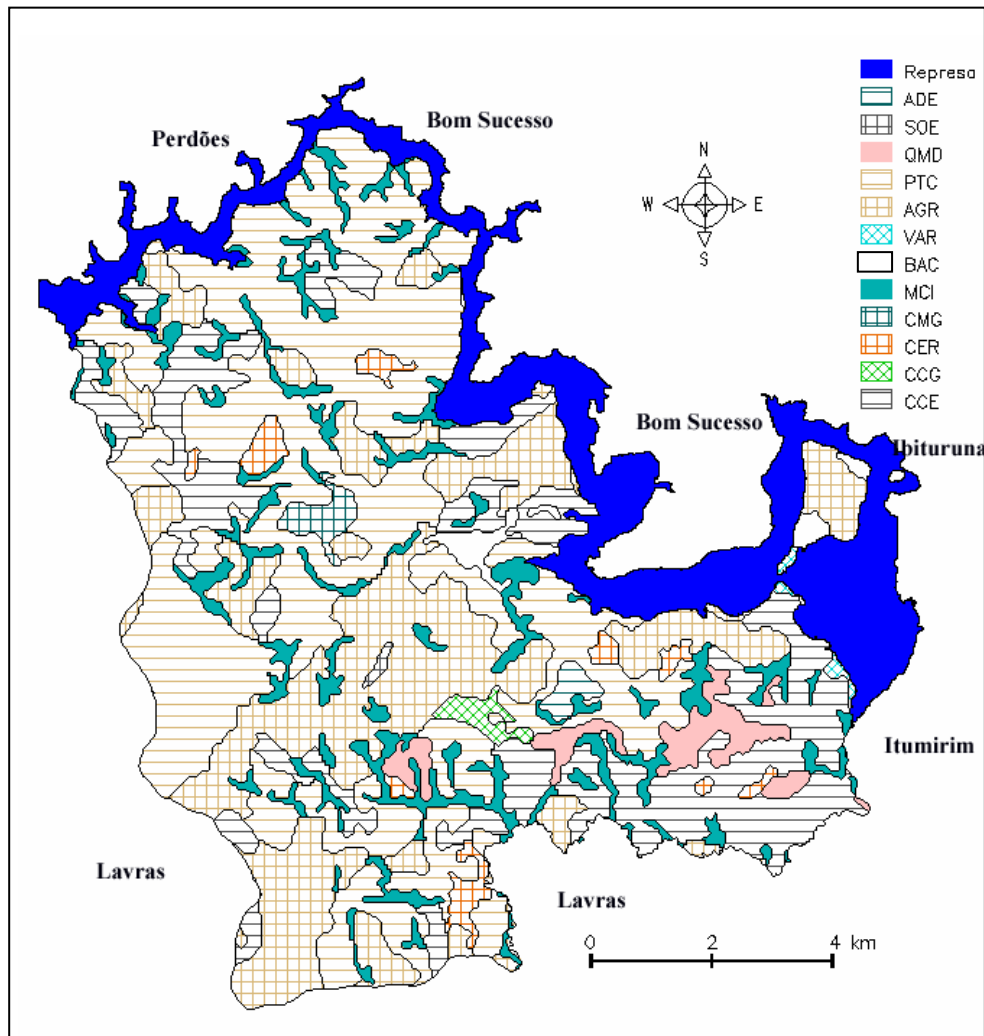 Perdões
Bom Sucesso
N
W E
S
Represa
ADE
SOE
QMD
PTC
AGR
VAR
BAC
MCI
CMG
CER
CCG
CCE
Bom Sucesso
Ibituruna
Itumirim
Lavras
Lavras
0 2 4 km